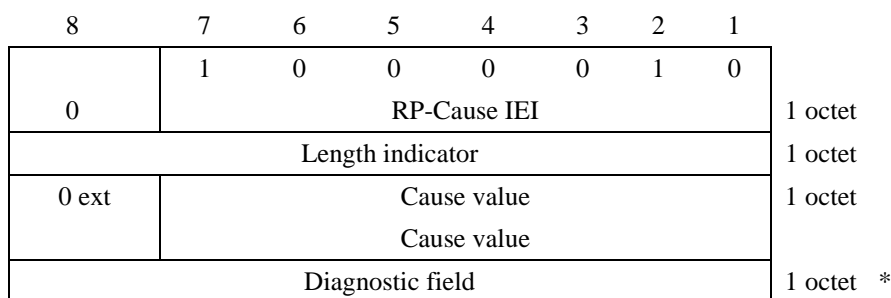 8 7 6 5 4 3 2 1
1 0 0 0 0 1 0
0 RP-Cause IEI 1 octet
Length indicator 1 octet
0 ext Cause value 1 octet
Cause value
Diagnostic field 1 octet *